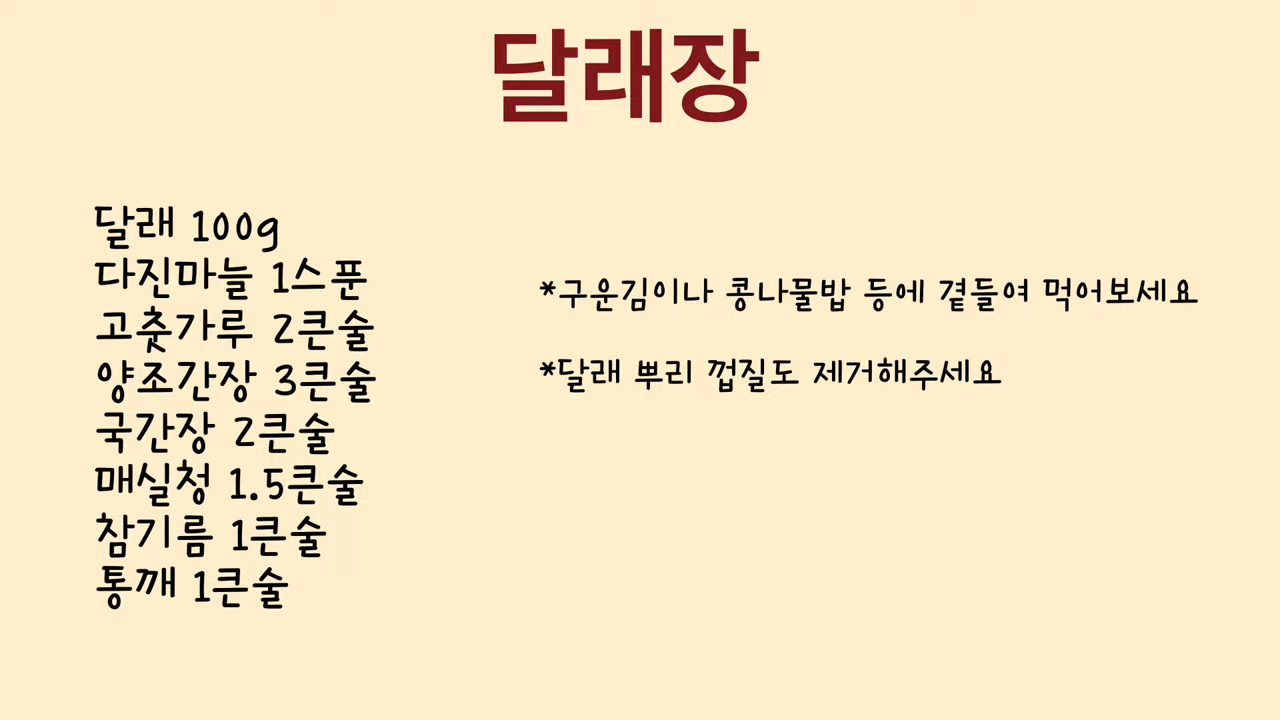 달래장
달래 100g
다진마늘 1스푼
고춧가루 2큰술
양조간장 3큰술
국간장 2큰술
매실청 1.5큰술
참기름 1큰술
통깨 1큰술
*구운김이나 콩나물밥 등에 곁들여 먹어보세요
*달래 뿌리 껍질도 제거해주세요